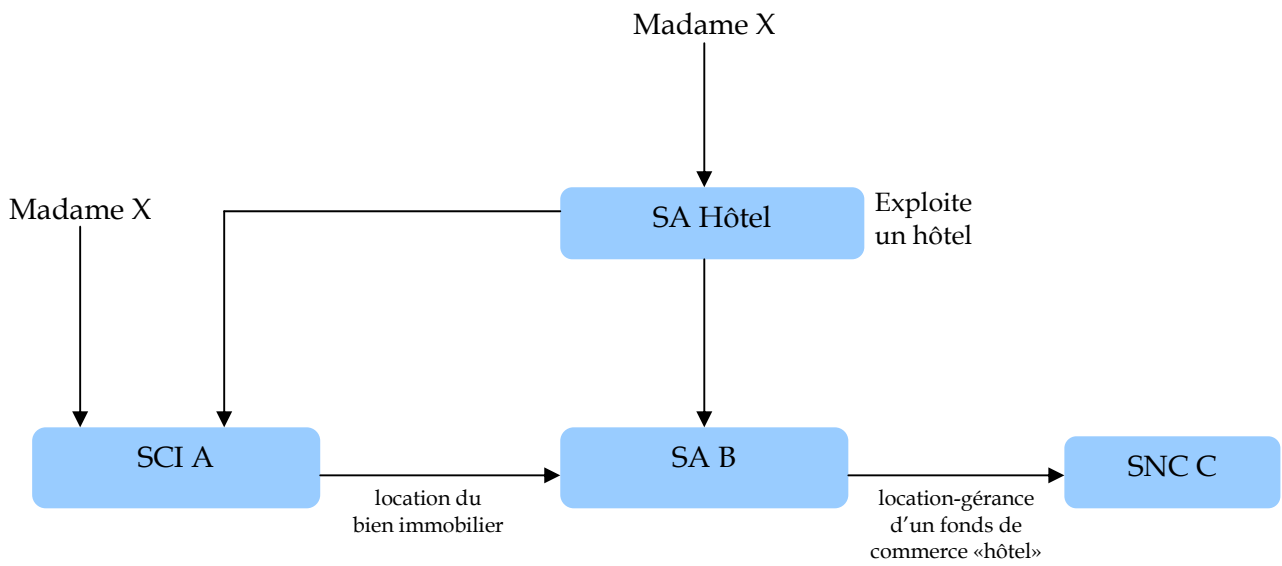 Madame X
Madame X
SA Hôtel
Exploite
un hôtel
SCI A
SA B
SNC C
location du
bien immobilier
location-gérance
d’un fonds de
commerce «hôtel»